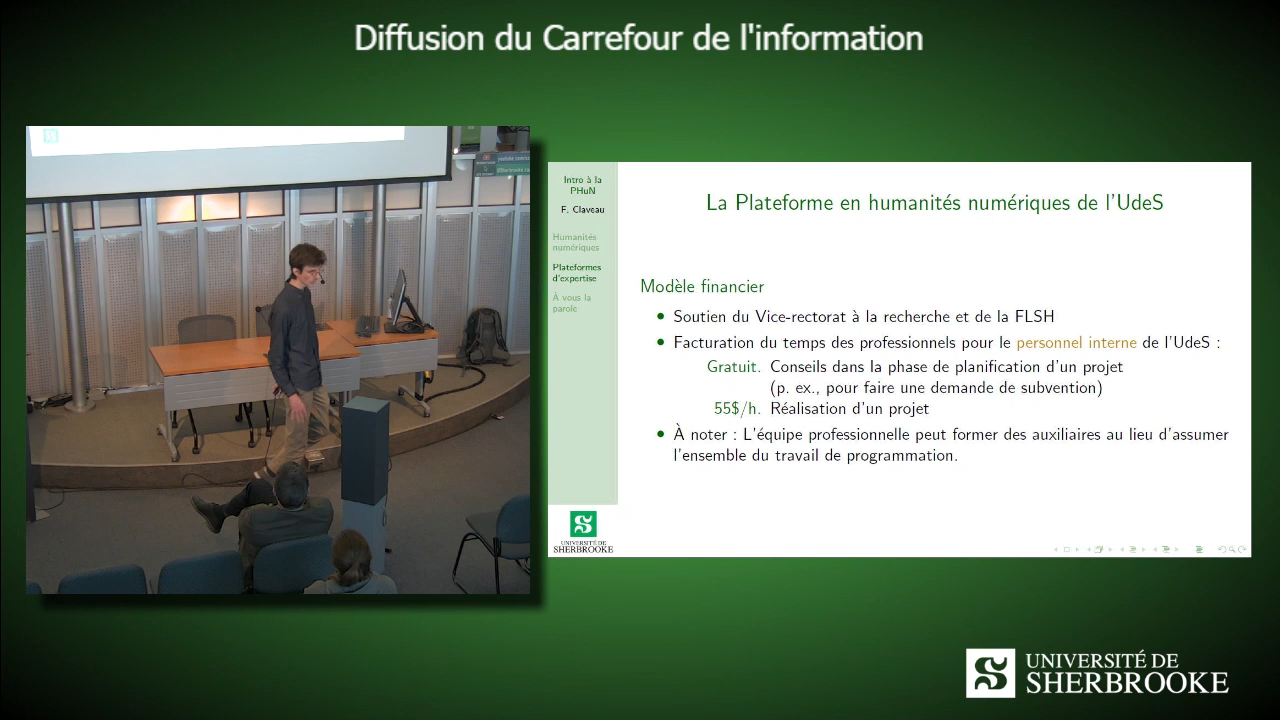 Diffusion du Carrefour de l'information
Intro à la
PHuN
F. Claveau
Humanités
numériques
Plateformes
d'expertise
À vous la
parole
UNIVERSITÉ DE
SHERBROOKE
La Plateforme en humanités numériques de l'UdeS
Modèle financier
• Soutien du Vice-rectorat à la recherche et de la FLSH
• Facturation du temps des professionnels pour le personnel interne de l'UdeS :
Gratuit. Conseils dans la phase de planification d'un projet
(p. ex., pour faire une demande de subvention)
55$/h. Réalisation d'un projet
• À noter : L'équipe professionnelle peut former des auxiliaires au lieu d'assumer
l'ensemble du travail de programmation.
UNIVERSITÉ DE
SHERBROOKE